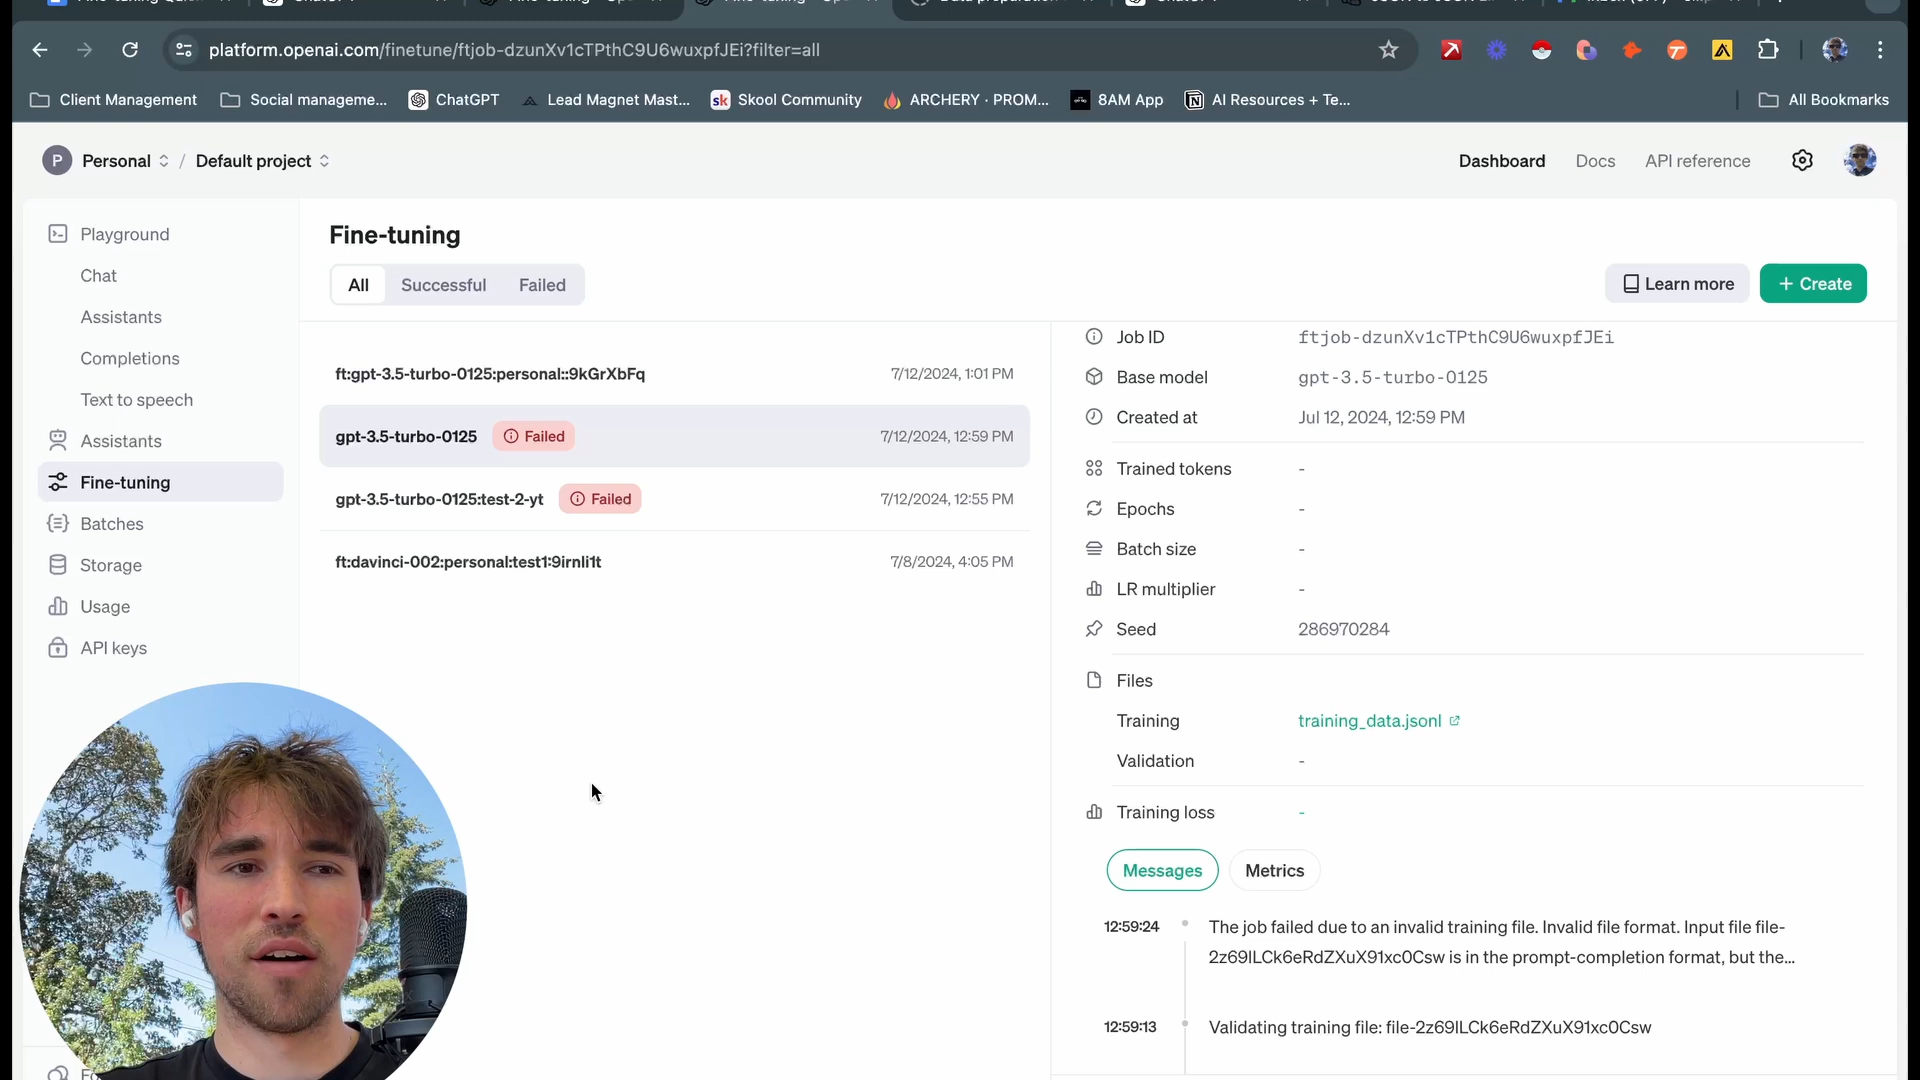 platform.openai.com/finetune/ftjob-dzunXv1cTPthC9U6wuxpfJEi?filter=all
Client Management
Social manageme...
ChatGPT
Lead Magnet Mast...
sk Skool Community
ARCHERY · PROM...
8AM App
AI Resources + Te...
All Bookmarks
P Personal / Default project
Dashboard
Docs
API reference
Playground
Chat
Assistants
Completions
Text to speech
Assistants
Fine-tuning
Batches
Storage
Usage
API keys
Fine-tuning
All
Successful
Failed
Learn more
+ Create
ft:gpt-3.5-turbo-0125:personal::9kGrXbFq 7/12/2024, 1:01 PM
gpt-3.5-turbo-0125 Failed 7/12/2024, 12:59 PM
gpt-3.5-turbo-0125:test-2-yt Failed 7/12/2024, 12:55 PM
ft:davinci-002:personal:test1:9irnli1t 7/8/2024, 4:05 PM
Job ID ftjob-dzunXv1cTPthC9U6wuxpfJEi
Base model gpt-3.5-turbo-0125
Created at Jul 12, 2024, 12:59 PM
Trained tokens -
Epochs -
Batch size -
LR multiplier -
Seed 286970284
Files
Training training_data.jsonl
Validation -
Training loss -
Messages
Metrics
12:59:24 The job failed due to an invalid training file. Invalid file format. Input file file-
2z69lLCk6eRdZXuX91xc0Csw is in the prompt-completion format, but the...
12:59:13 Validating training file: file-2z69lLCk6eRdZXuX91xc0Csw